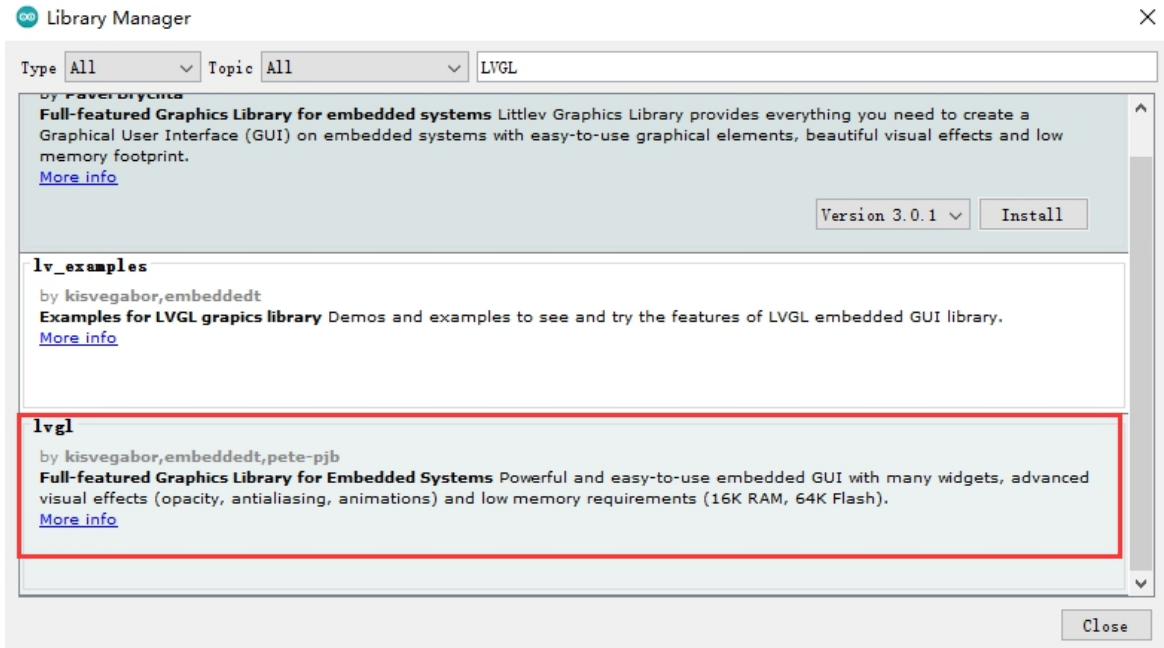 Library Manager
Type All Topic All LVGL
by Pavel Brychta
Full-featured Graphics Library for embedded systems Littlev Graphics Library provides everything you need to create a
Graphical User Interface (GUI) on embedded systems with easy-to-use graphical elements, beautiful visual effects and low
memory footprint.
More info
Version 3.0.1 Install
lv_examples
by kisvegabor,embeddedt
Examples for LVGL grapics library Demos and examples to see and try the features of LVGL embedded GUI library.
More info
lvgl
by kisvegabor,embeddedt,pete-pjb
Full-featured Graphics Library for Embedded Systems Powerful and easy-to-use embedded GUI with many widgets, advanced
visual effects (opacity, antialiasing, animations) and low memory requirements (16K RAM, 64K Flash).
More info
Close